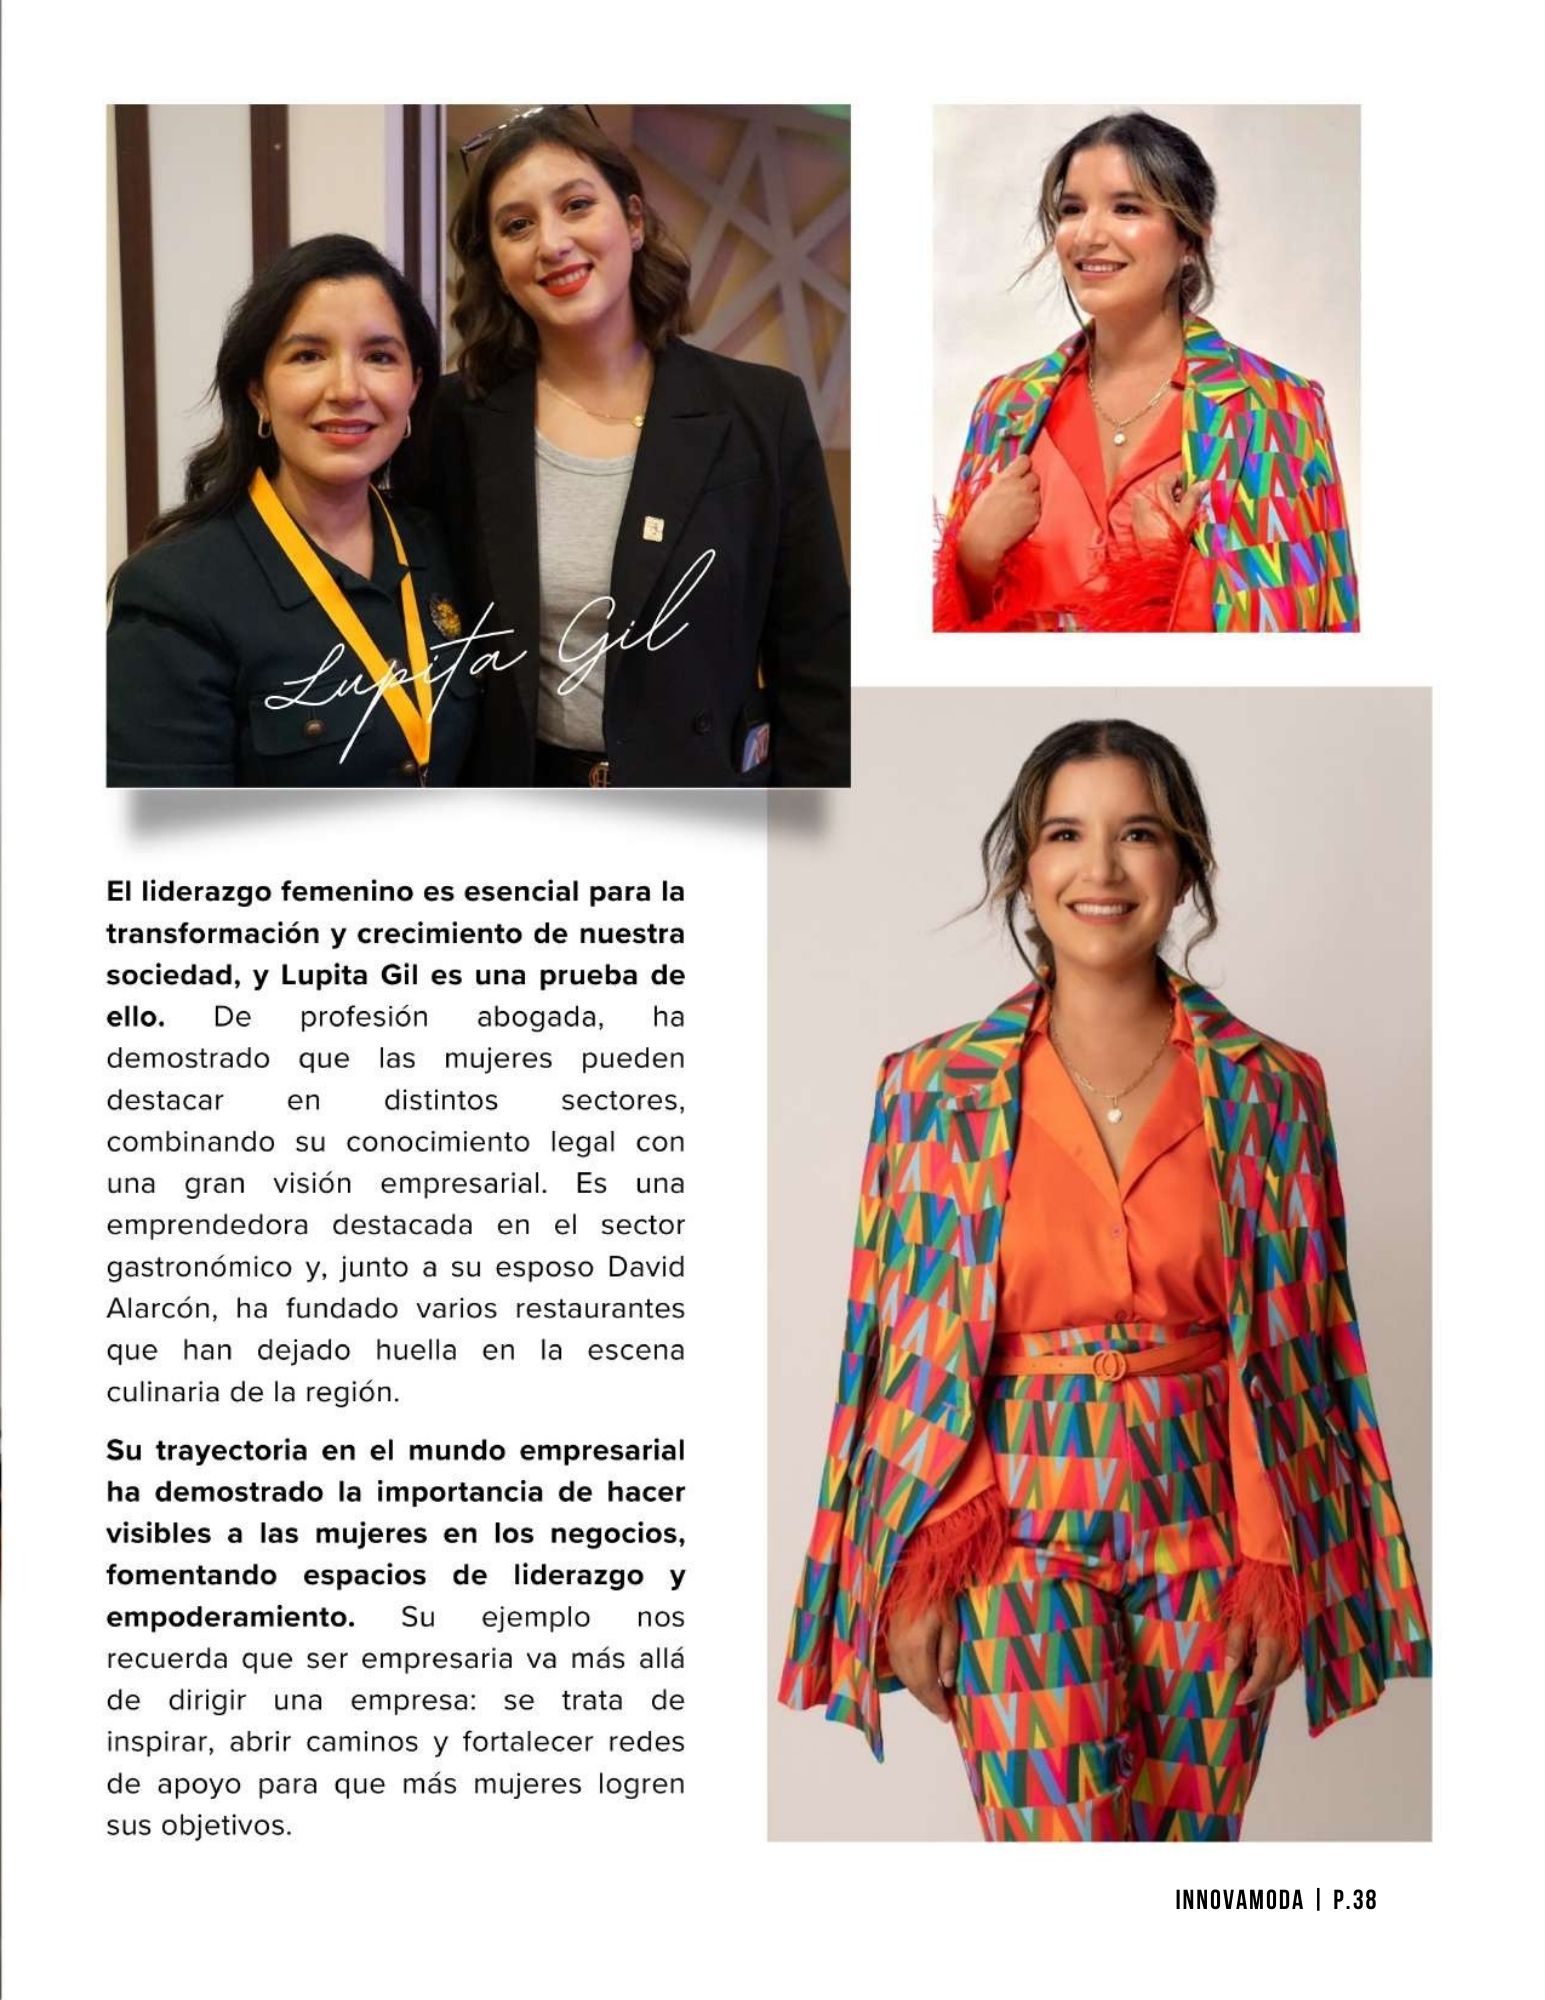 Lupita Gil
El liderazgo femenino es esencial para la
transformación y crecimiento de nuestra
sociedad, y Lupita Gil es una prueba de
ello. De profesión abogada, ha
demostrado que las mujeres pueden
destacar en distintos sectores,
combinando su conocimiento legal con
una gran visión empresarial. Es una
emprendedora destacada en el sector
gastronómico y, junto a su esposo David
Alarcón, ha fundado varios restaurantes
que han dejado huella en la escena
culinaria de la región.
Su trayectoria en el mundo empresarial
ha demostrado la importancia de hacer
visibles a las mujeres en los negocios,
fomentando espacios de liderazgo y
empoderamiento. Su ejemplo nos
recuerda que ser empresaria va más allá
de dirigir una empresa: se trata de
inspirar, abrir caminos y fortalecer redes
de apoyo para que más mujeres logren
sus objetivos.
INNOVAMODA | P.38